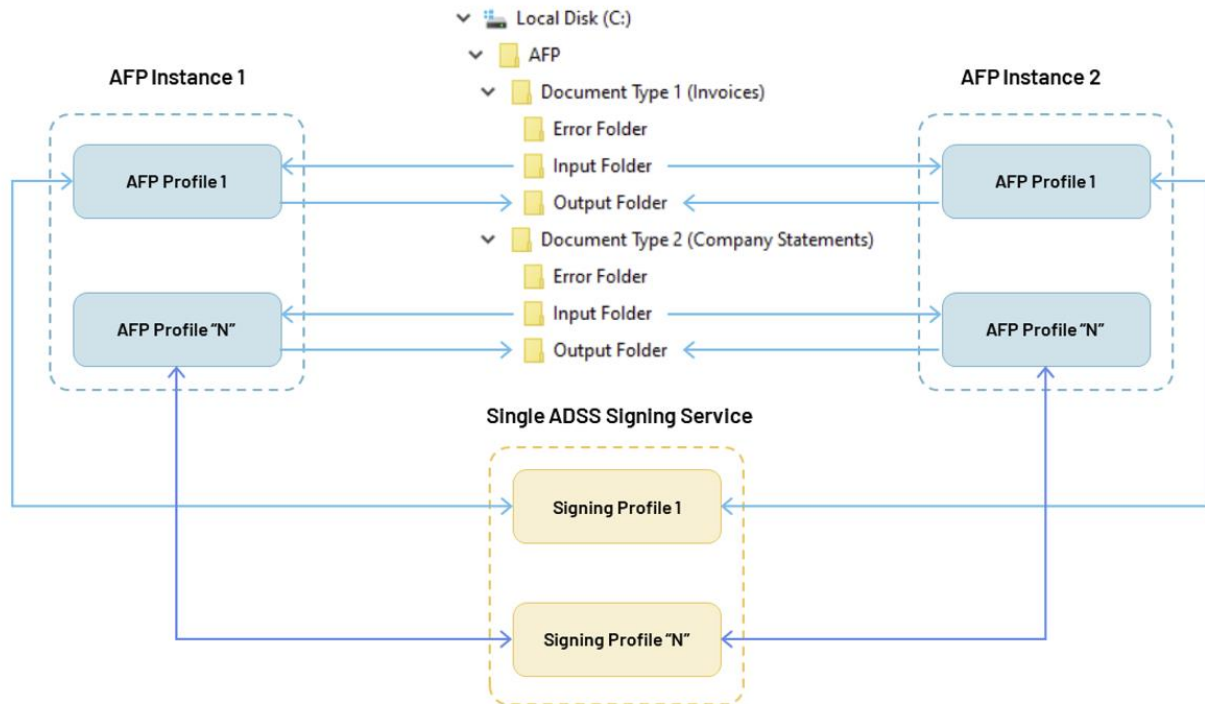 Local Disk (C:)
AFP
AFP Instance 1
AFP Instance 2
Document Type 1 (Invoices)
Error Folder
AFP Profile 1
Input Folder
AFP Profile 1
Output Folder
Document Type 2 (Company Statements)
Error Folder
AFP Profile “N”
Input Folder
AFP Profile “N”
Output Folder
Single ADSS Signing Service
Signing Profile 1
Signing Profile “N”